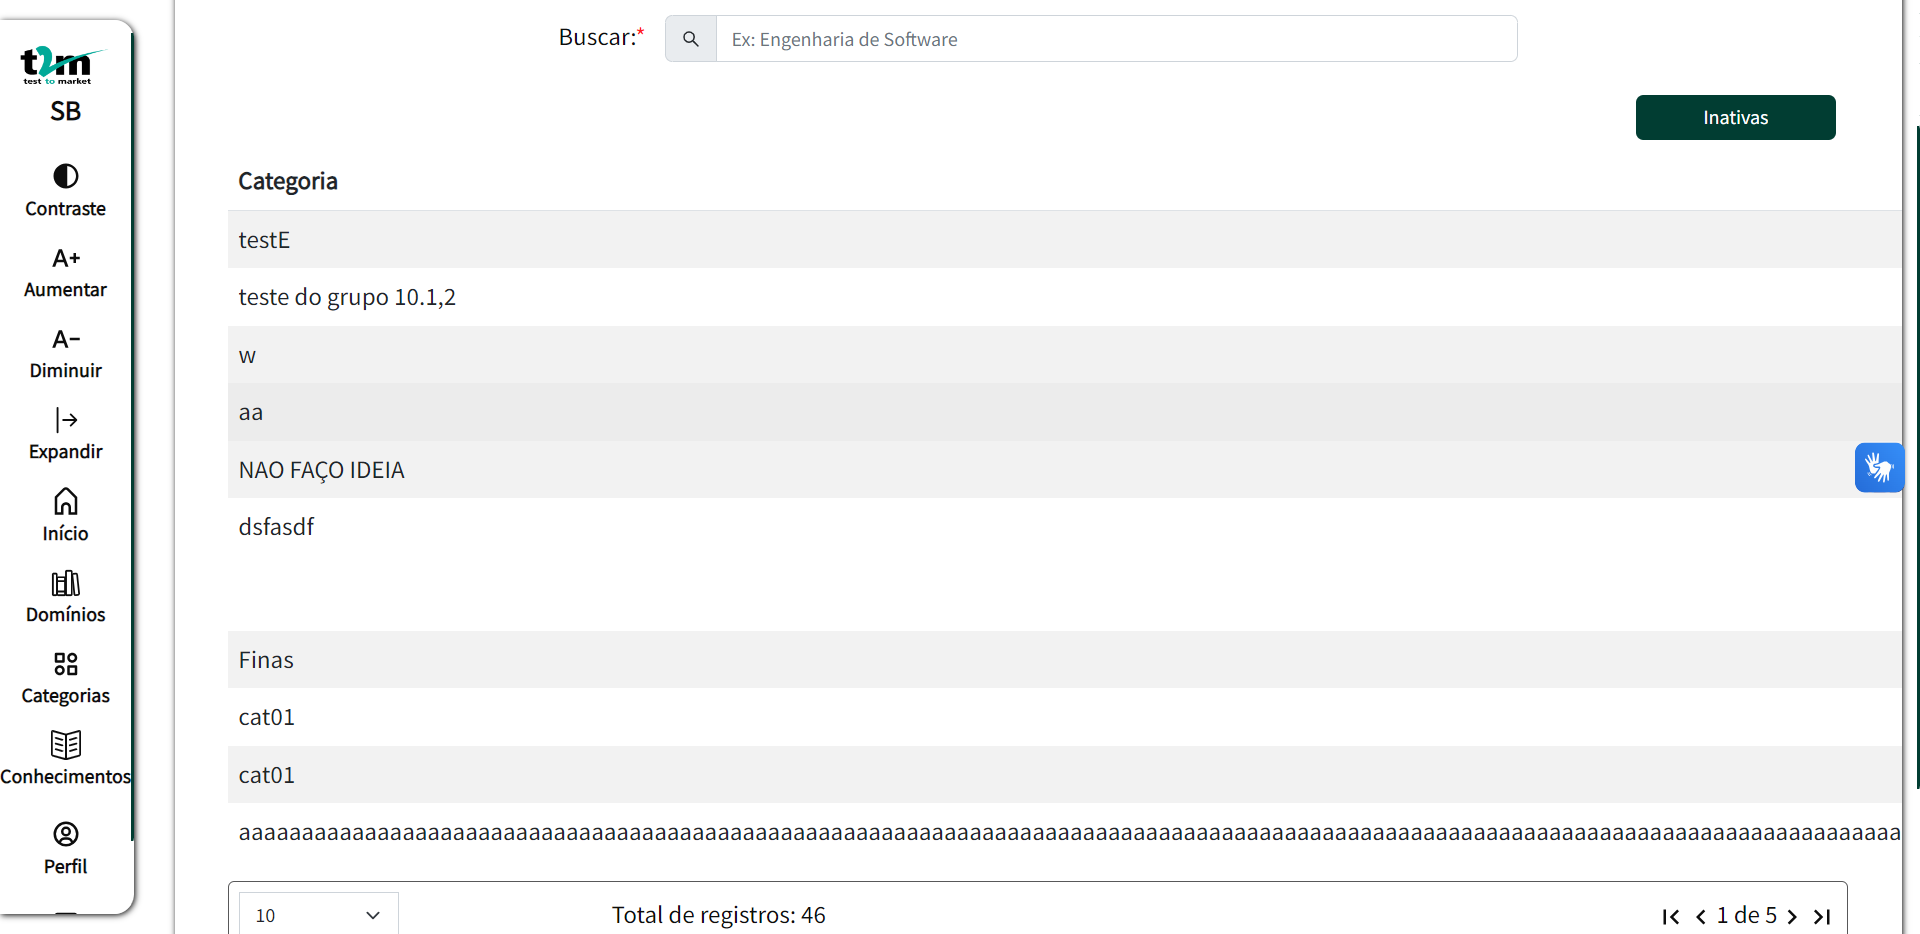 t2m
test to market
SB
Contraste
A+
Aumentar
A-
Diminuir
Expandir
Início
Domínios
Categorias
Conhecimentos
Perfil
Buscar:*
Ex: Engenharia de Software
Inativas
Categoria
testE
teste do grupo 10.1,2
w
aa
NAO FAÇO IDEIA
dsfasdf
Finas
cat01
cat01
aaaaaaaaaaaaaaaaaaaaaaaaaaaaaaaaaaaaaaaaaaaaaaaaaaaaaaaaaaaaaaaaaaaaaaaaaaaaaaaaaaaaaaaaaaaaaaaaaaaaaaaaaaaaaaaaaaaaaaaaaaaaaaaaaaaa
10
Total de registros: 46
1 de 5